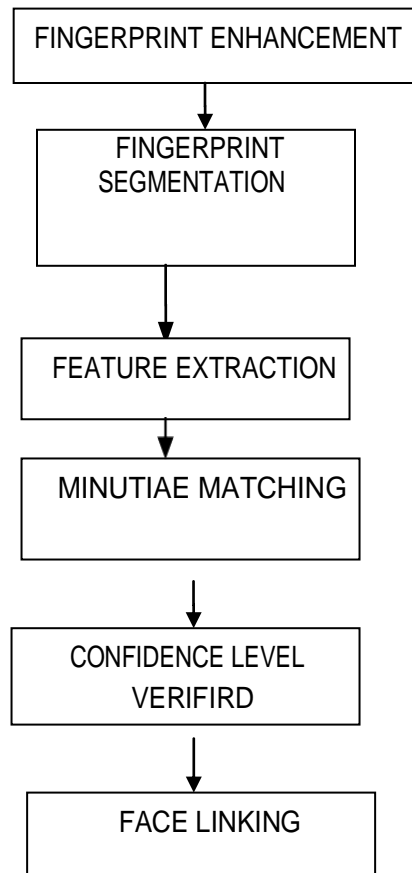 FINGERPRINT ENHANCEMENT
FINGERPRINT
SEGMENTATION
FEATURE EXTRACTION
MINUTIAE MATCHING
CONFIDENCE LEVEL
VERIFIRD
FACE LINKING